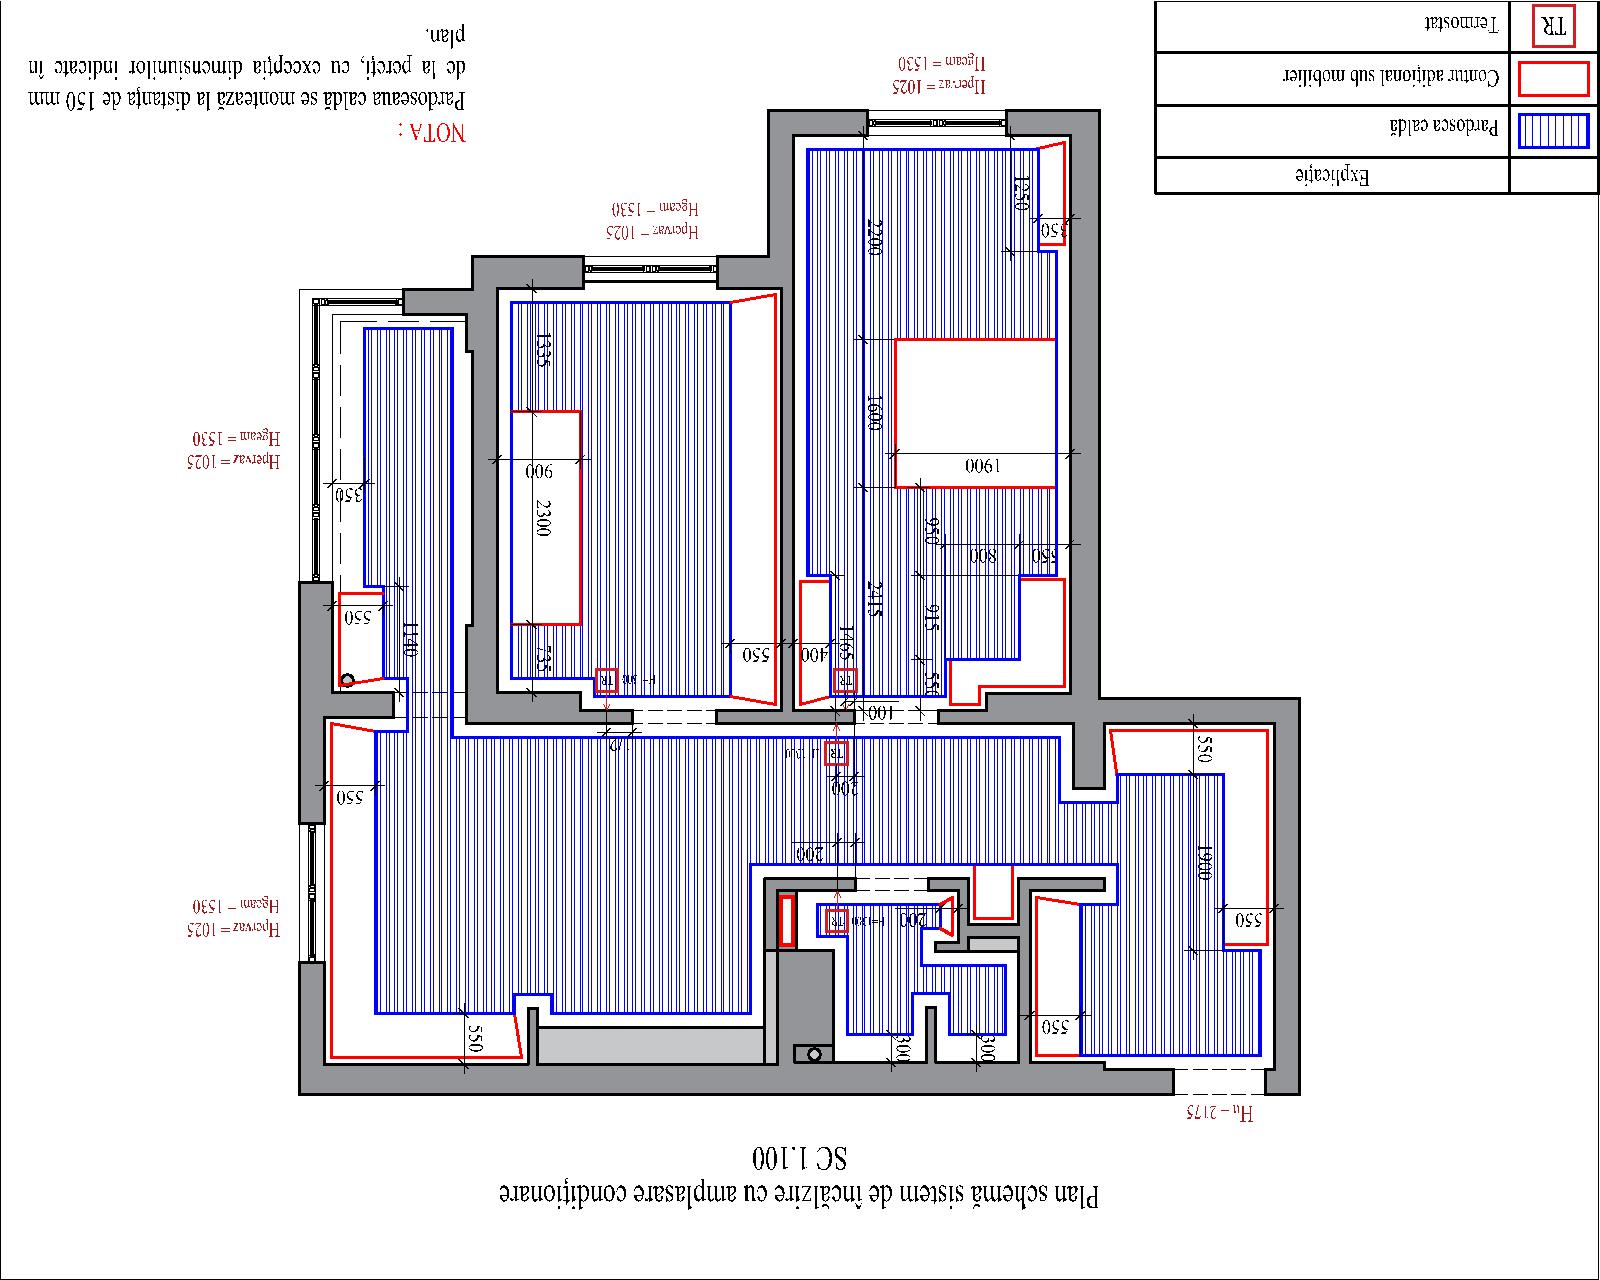 Plan schemă sistem de încălzire cu amplasare condiționare
SC 1.100
Hu – 2175
300
300
550
550
550
Hpervaz = 1025
Hgeam = 1530
200
TR
1900
200
550
200
TR
550
1/2
100
550
TR
1465
400
550
TR
735
915
2415
1140
550
550
800
950
2300
350
1900
900
Hpervaz = 1025
Hgeam = 1530
1600
1335
2200
350
1250
Hpervaz = 1025
Hgeam = 1530
Explicație
Pardosea caldă
Contur adițional sub mobilier
TR
Termostat
Hpervaz = 1025
Hgeam = 1530
NOTA :
Pardoseaua caldă se montează la distanța de 150 mm
de la pereți, cu excepția dimensiunilor indicate în
plan.